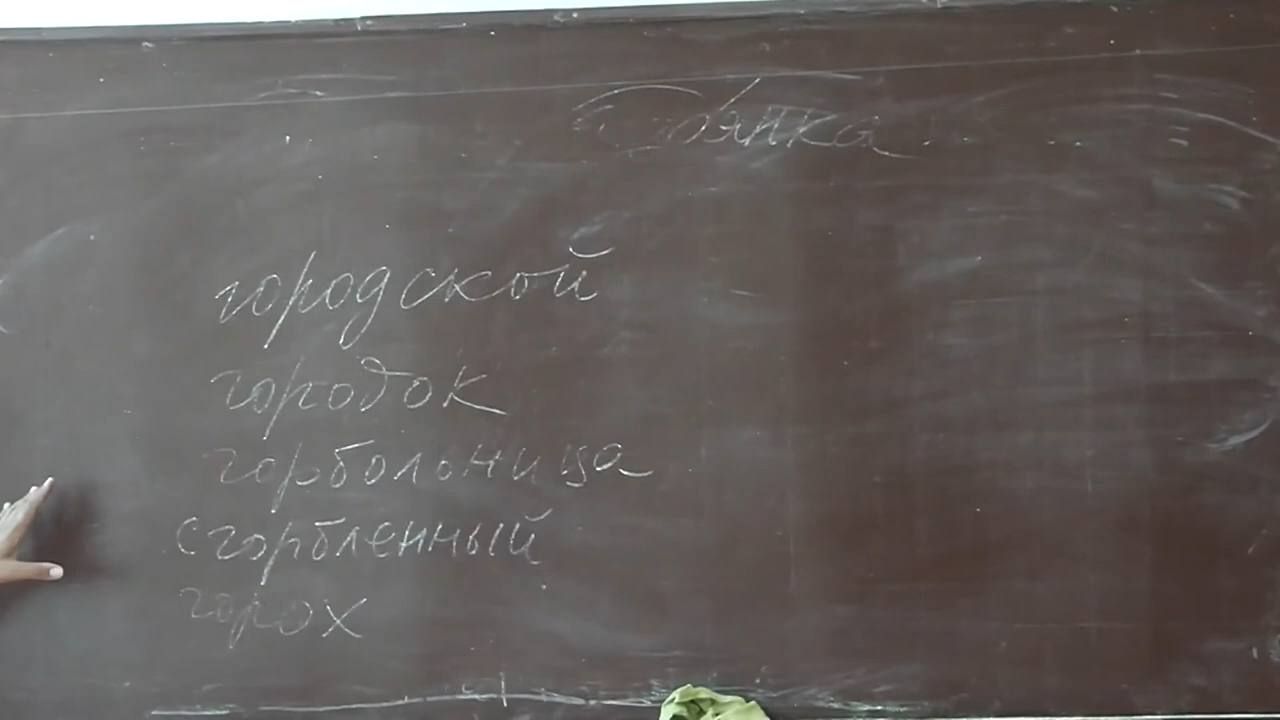 городской
городок
горбольница
сгорбленный
горох